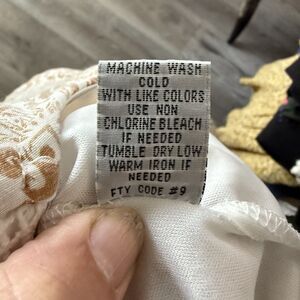 MACHINE WASH
COLD
WITH LIKE COLORS
USE NON
CHLORINE BLEACH
IF NEEDED
TUMBLE DRY LOW
WARM IRON IF
NEEDED
FTY CODE #9